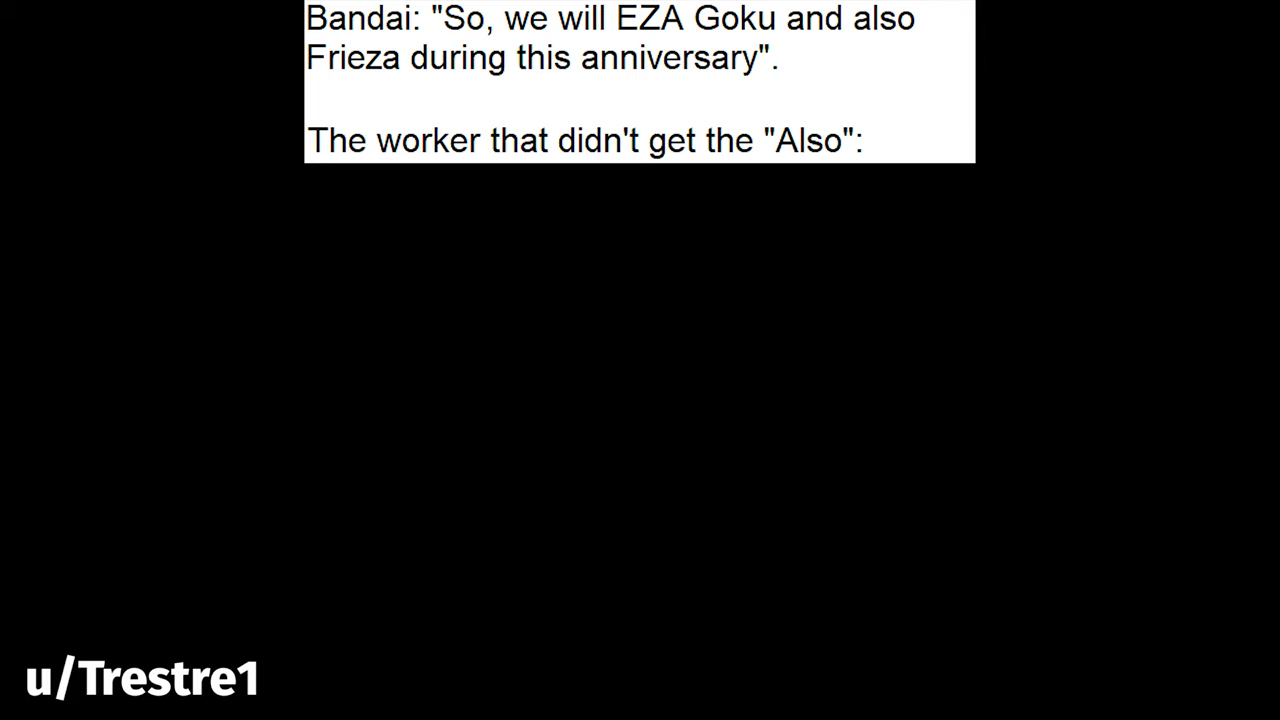 Bandai: "So, we will EZA Goku and also
Frieza during this anniversary".
The worker that didn't get the "Also":
u/Trestre1